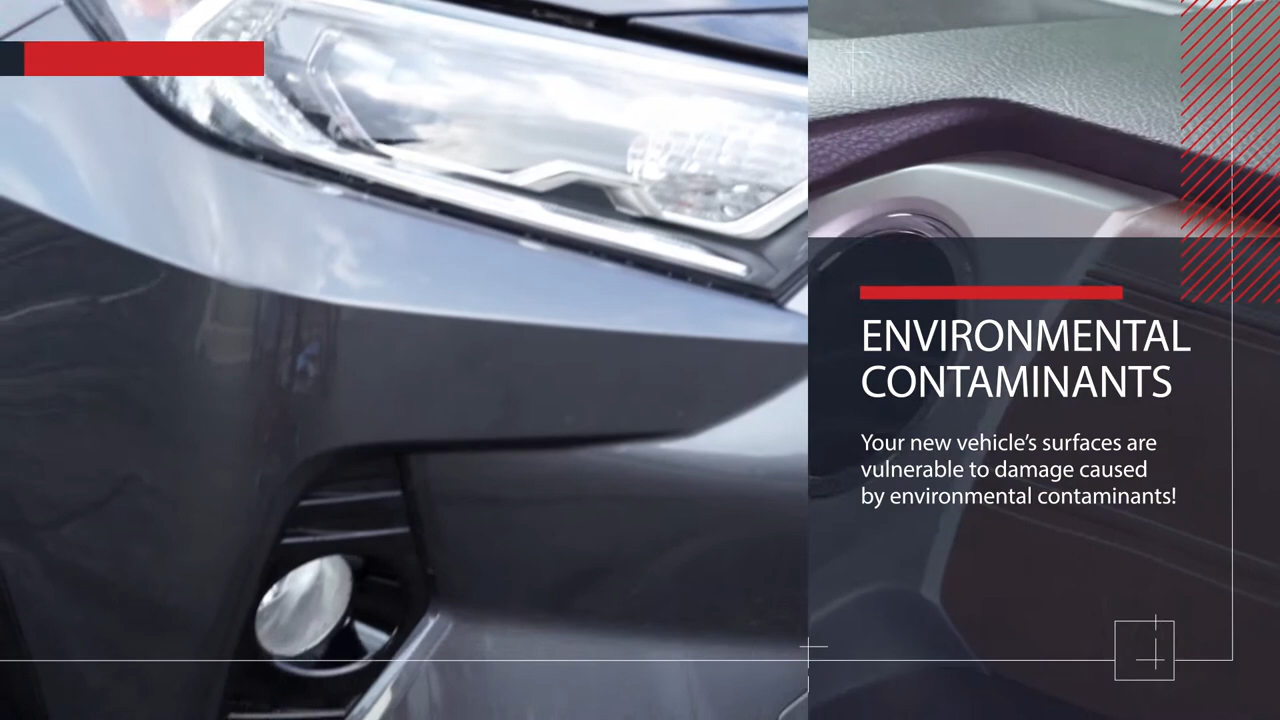 ENVIRONMENTAL
CONTAMINANTS
Your new vehicle’s surfaces are
vulnerable to damage caused
by environmental contaminants!